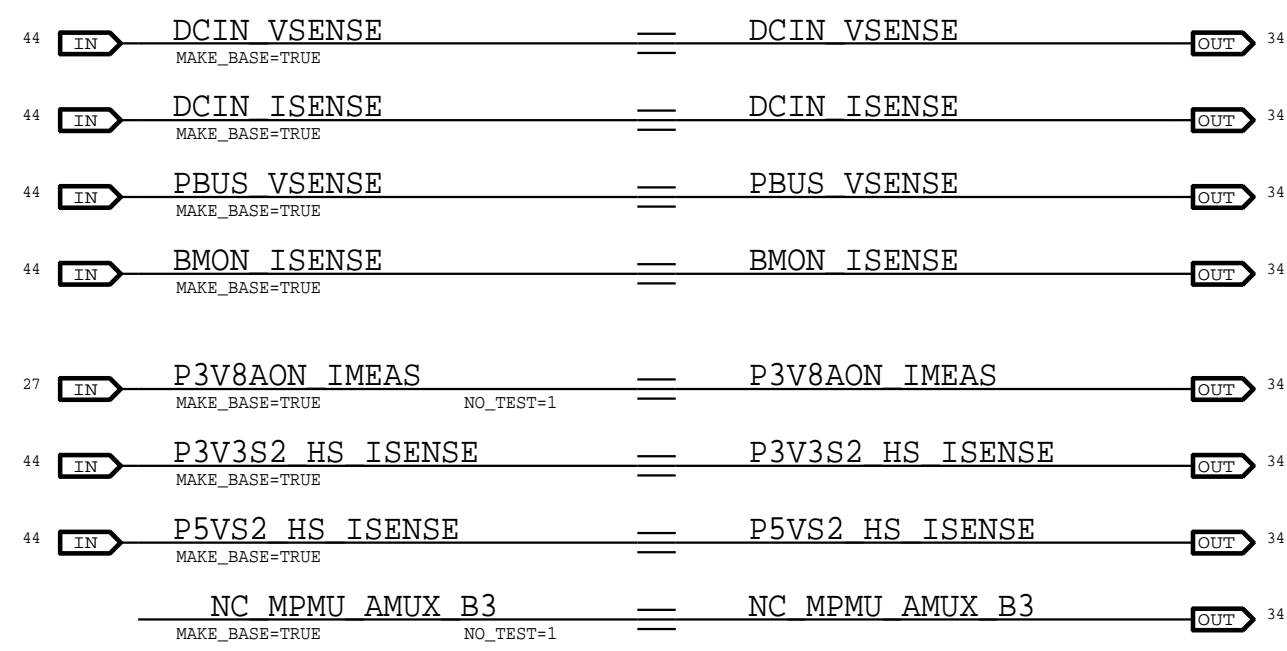 44 IN DCIN_VSENSE DCIN_VSENSE OUT 34
MAKE_BASE=TRUE
44 IN DCIN_ISENSE DCIN_ISENSE OUT 34
MAKE_BASE=TRUE
44 IN PBUS_VSENSE PBUS_VSENSE OUT 34
MAKE_BASE=TRUE
44 IN BMON_ISENSE BMON_ISENSE OUT 34
MAKE_BASE=TRUE
27 IN P3V8AON_IMEAS P3V8AON_IMEAS OUT 34
MAKE_BASE=TRUE NO_TEST=1
44 IN P3V3S2_HS_ISENSE P3V3S2_HS_ISENSE OUT 34
MAKE_BASE=TRUE
44 IN P5VS2_HS_ISENSE P5VS2_HS_ISENSE OUT 34
MAKE_BASE=TRUE
NC_MPMU_AMUX_B3 NC_MPMU_AMUX_B3 OUT 34
MAKE_BASE=TRUE NO_TEST=1